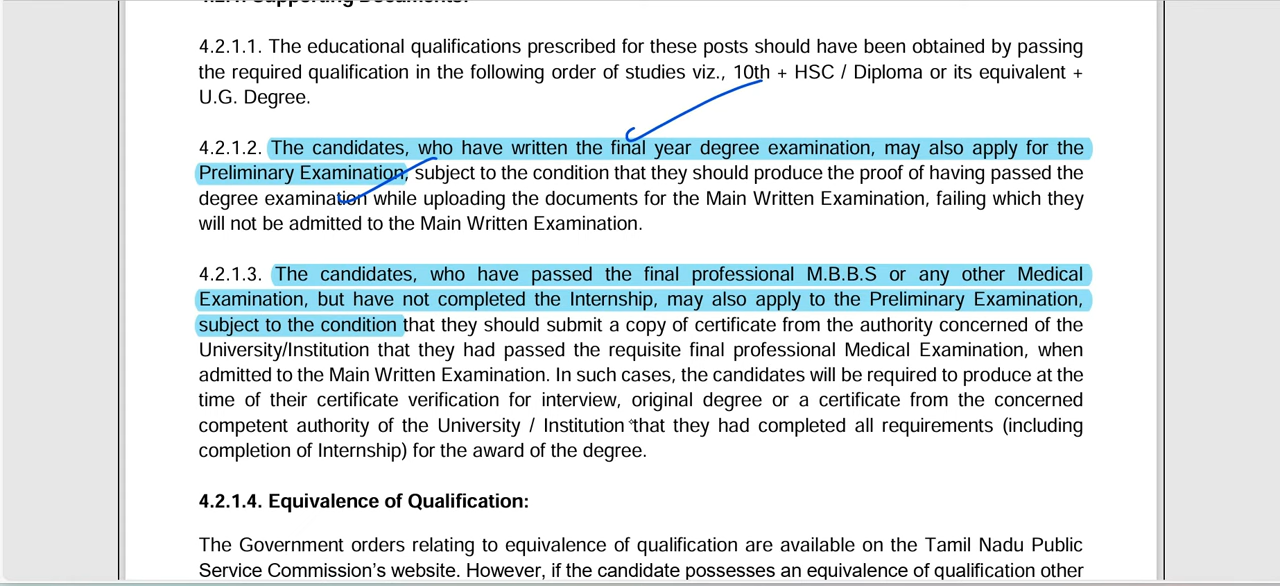 4.2.1. Supporting Documents:
4.2.1.1. The educational qualifications prescribed for these posts should have been obtained by passing
the required qualification in the following order of studies viz., 10th + HSC / Diploma or its equivalent +
U.G. Degree.
4.2.1.2. The candidates, who have written the final year degree examination, may also apply for the
Preliminary Examination, subject to the condition that they should produce the proof of having passed the
degree examination while uploading the documents for the Main Written Examination, failing which they
will not be admitted to the Main Written Examination.
4.2.1.3. The candidates, who have passed the final professional M.B.B.S or any other Medical
Examination, but have not completed the Internship, may also apply to the Preliminary Examination,
subject to the condition that they should submit a copy of certificate from the authority concerned of the
University/Institution that they had passed the requisite final professional Medical Examination, when
admitted to the Main Written Examination. In such cases, the candidates will be required to produce at the
time of their certificate verification for interview, original degree or a certificate from the concerned
competent authority of the University / Institution that they had completed all requirements (including
completion of Internship) for the award of the degree.
4.2.1.4. Equivalence of Qualification:
The Government orders relating to equivalence of qualification are available on the Tamil Nadu Public
Service Commission's website. However, if the candidate possesses an equivalence of qualification other